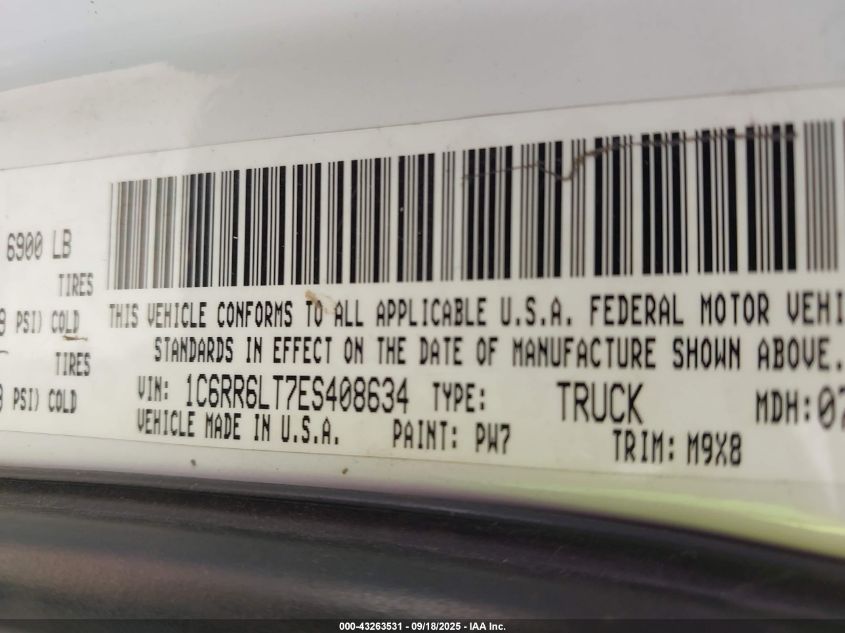 6900 LB
TIRES
PSI) COLD
TIRES
PSI) COLD
THIS VEHICLE CONFORMS TO ALL APPLICABLE U.S.A. FEDERAL MOTOR VEHI
STANDARDS IN EFFECT ON THE DATE OF MANUFACTURE SHOWN ABOVE.
VIN: 1C6RR6LT7ES408634 TYPE: TRUCK MDH:07
VEHICLE MADE IN U.S.A. PAINT: PW7 TRIM: M9X8
000-43263531 - 09/18/2025 - IAA Inc.